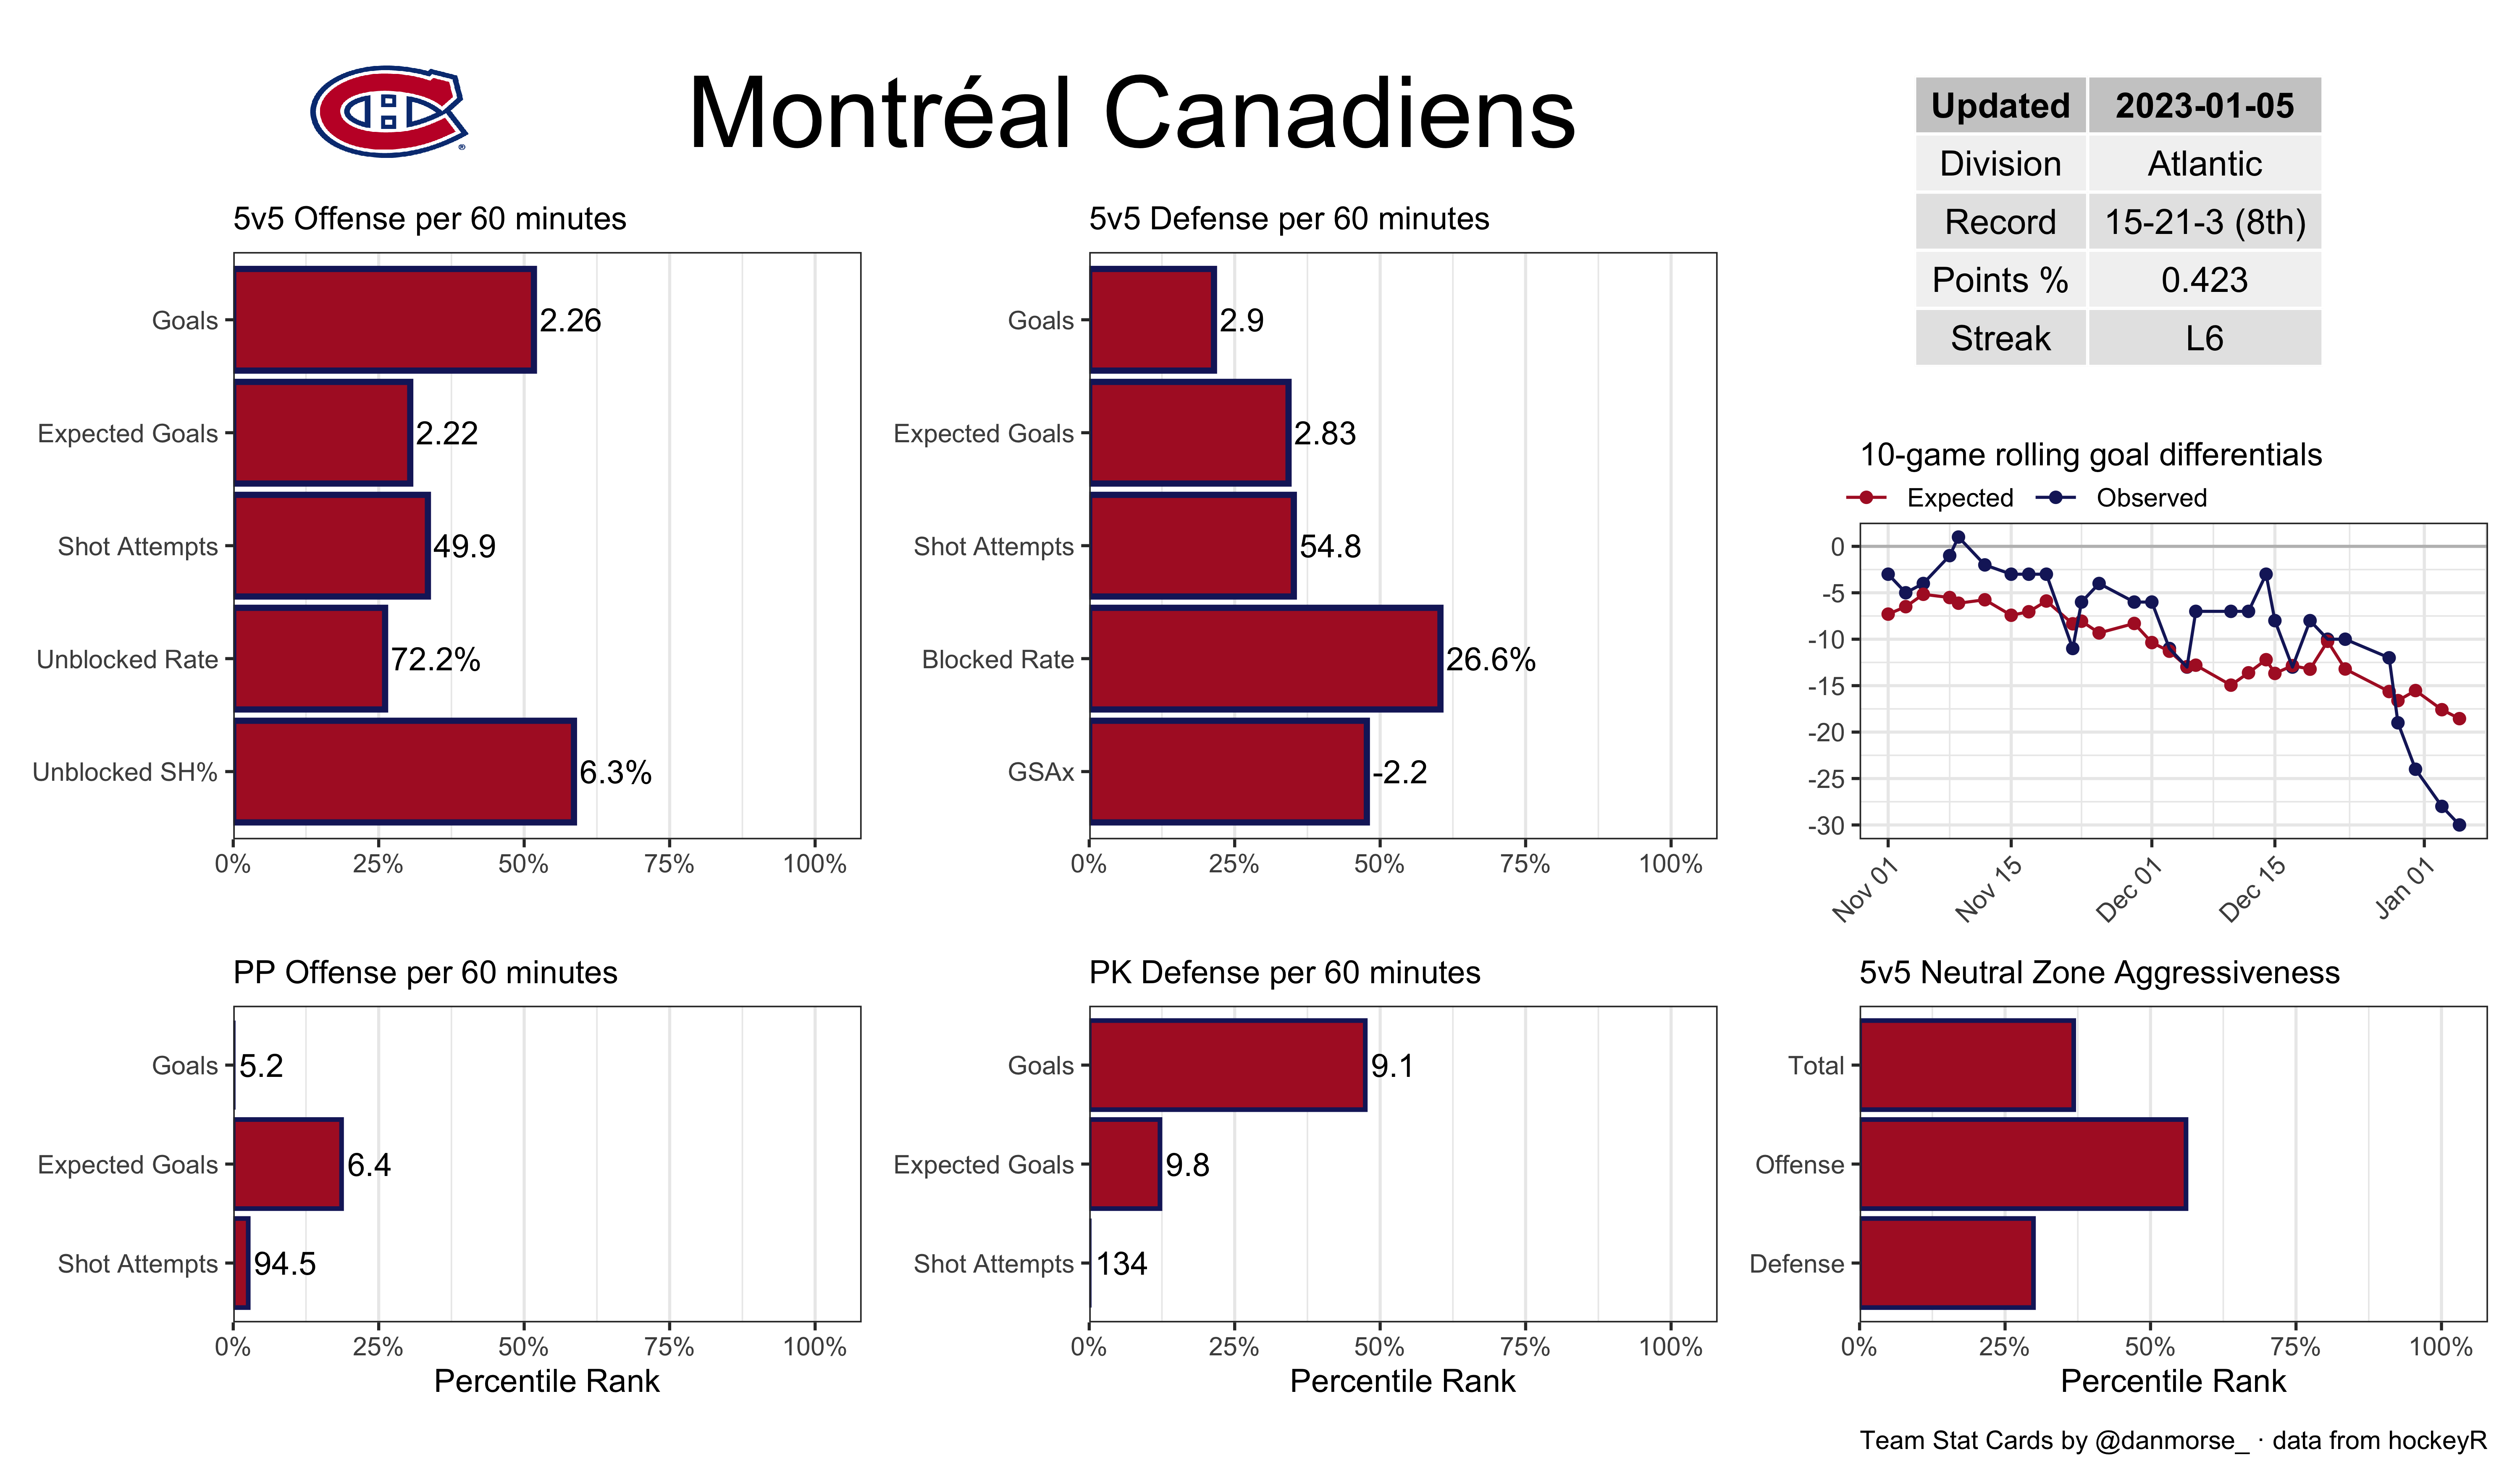 Montréal Canadiens
Updated 2023-01-05
Division Atlantic
Record 15-21-3 (8th)
Points % 0.423
Streak L6
5v5 Offense per 60 minutes
Goals 2.26
Expected Goals 2.22
Shot Attempts 49.9
Unblocked Rate 72.2%
Unblocked SH% 6.3%
0% 25% 50% 75% 100%
5v5 Defense per 60 minutes
Goals 2.9
Expected Goals 2.83
Shot Attempts 54.8
Blocked Rate 26.6%
GSAx -2.2
0% 25% 50% 75% 100%
10-game rolling goal differentials
Expected Observed
0
-5
-10
-15
-20
-25
-30
Nov 01 Nov 15 Dec 01 Dec 15 Jan 01
PP Offense per 60 minutes
Goals 5.2
Expected Goals 6.4
Shot Attempts 94.5
0% 25% 50% 75% 100%
Percentile Rank
PK Defense per 60 minutes
Goals 9.1
Expected Goals 9.8
Shot Attempts 134
0% 25% 50% 75% 100%
Percentile Rank
5v5 Neutral Zone Aggressiveness
Total
Offense
Defense
0% 25% 50% 75% 100%
Percentile Rank
Team Stat Cards by @danmorse_ · data from hockeyR